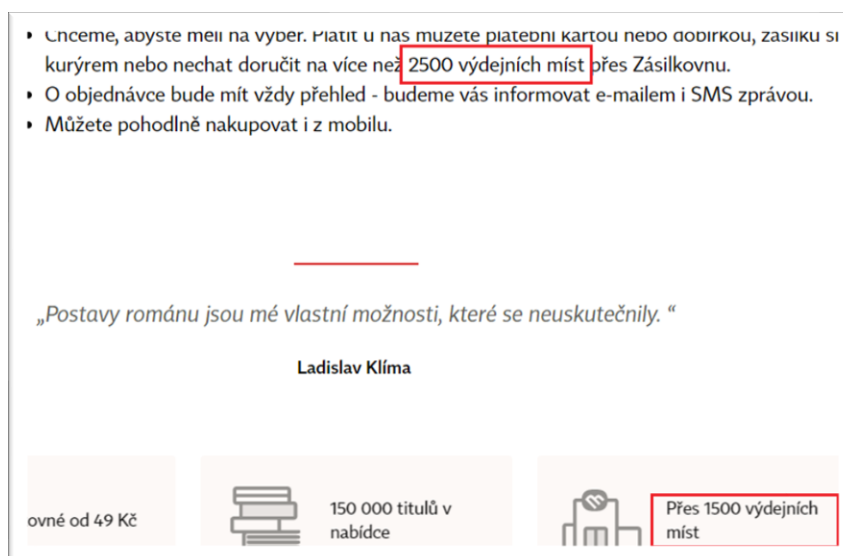 • Chceme, abyste měli na výběr. Platit u nás můžete platební kartou nebo dobírkou, zásilku si
kurýrem nebo nechat doručit na více než 2500 výdejních míst přes Zásilkovnu.
• O objednávce bude mít vždy přehled - budeme vás informovat e-mailem i SMS zprávou.
• Můžete pohodlně nakupovat i z mobilu.
„Postavy románu jsou mé vlastní možnosti, které se neuskutečnily. “
Ladislav Klíma
ovné od 49 Kč
150 000 titulů v
nabídce
Přes 1500 výdejních
míst